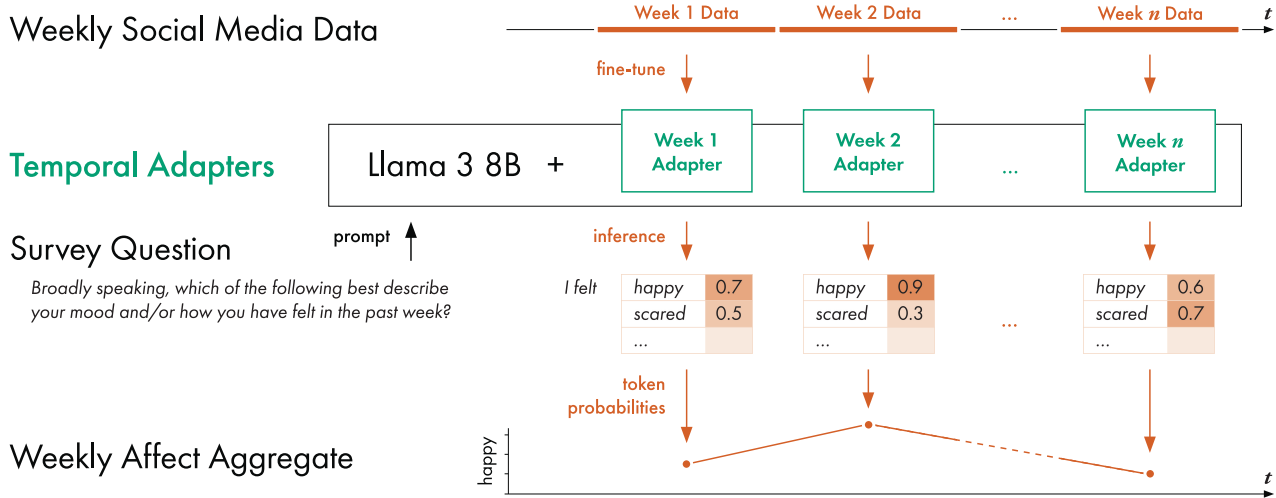 Weekly Social Media Data
Week 1 Data
Week 2 Data
...
Week n Data
t
fine-tune
Temporal Adapters
Llama 3 8B +
Week 1
Adapter
Week 2
Adapter
...
Week n
Adapter
Survey Question
prompt
inference
Broadly speaking, which of the following best describe
your mood and/or how you have felt in the past week?
I felt
happy 0.7
scared 0.5
...
happy 0.9
scared 0.3
...
...
happy 0.6
scared 0.7
...
token
probabilities
Weekly Affect Aggregate
happy
t